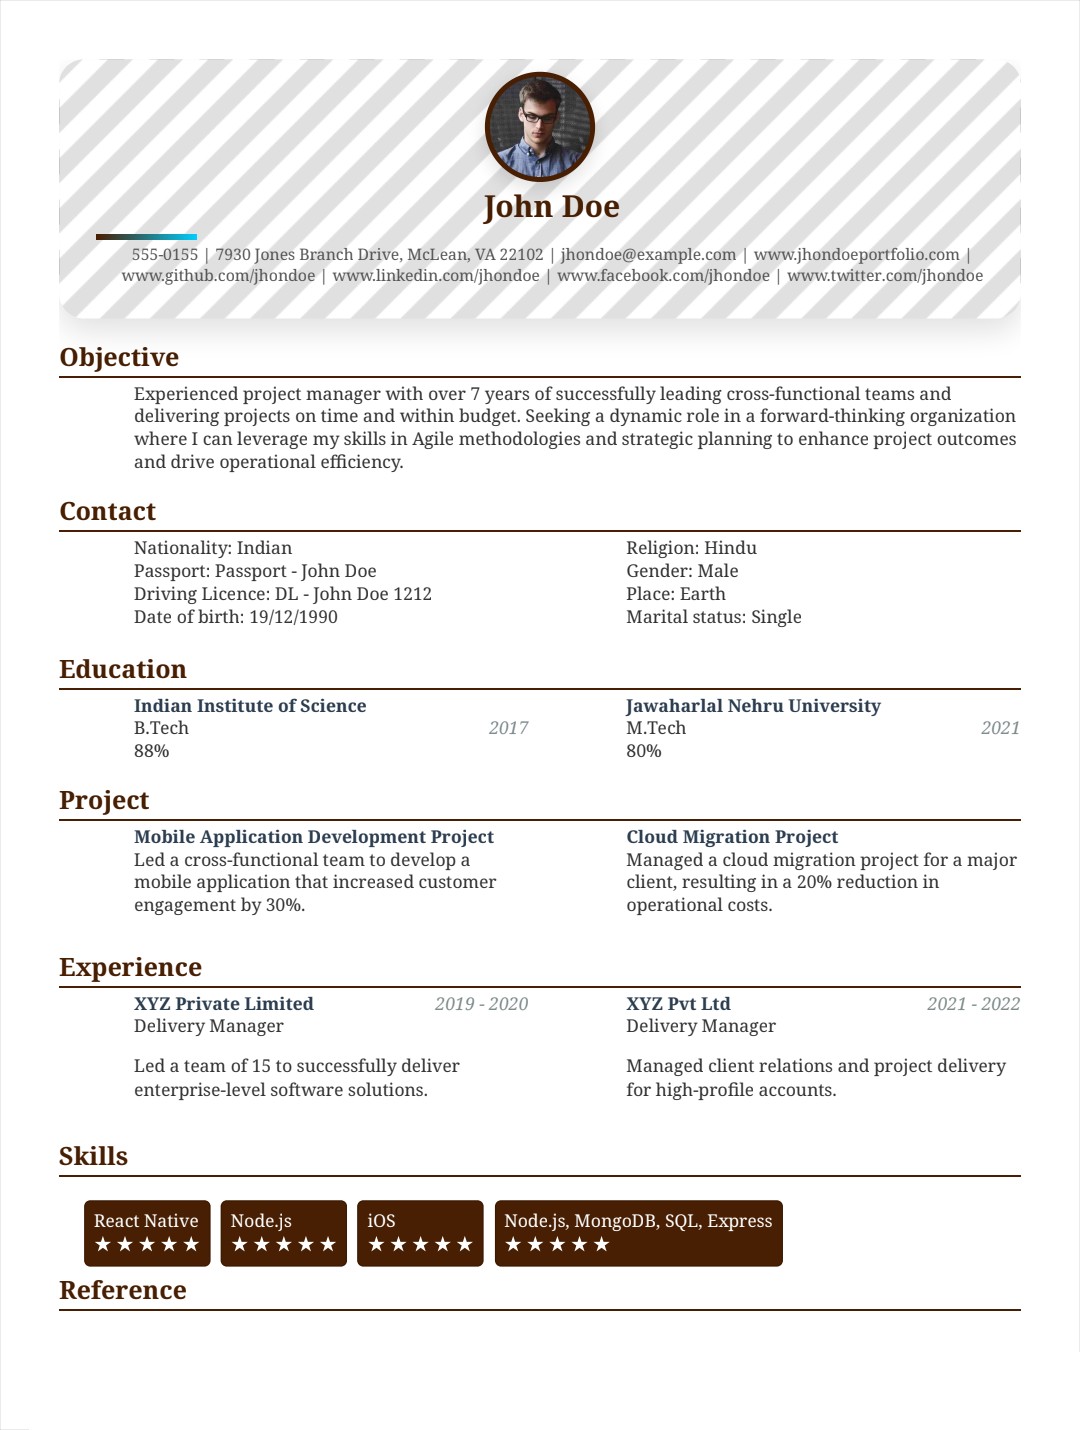 John Doe
555-0155 | 7930 Jones Branch Drive, McLean, VA 22102 | jhondoe@example.com | www.jhondoeportfolio.com |
www.github.com/jhondoe | www.linkedin.com/jhondoe | www.facebook.com/jhondoe | www.twitter.com/jhondoe
Objective
Experienced project manager with over 7 years of successfully leading cross-functional teams and
delivering projects on time and within budget. Seeking a dynamic role in a forward-thinking organization
where I can leverage my skills in Agile methodologies and strategic planning to enhance project outcomes
and drive operational efficiency.
Contact
Nationality: Indian
Passport: Passport - John Doe
Driving Licence: DL - John Doe 1212
Date of birth: 19/12/1990
Religion: Hindu
Gender: Male
Place: Earth
Marital status: Single
Education
Indian Institute of Science
B.Tech 2017
88%
Jawaharlal Nehru University
M.Tech 2021
80%
Project
Mobile Application Development Project
Led a cross-functional team to develop a
mobile application that increased customer
engagement by 30%.
Cloud Migration Project
Managed a cloud migration project for a major
client, resulting in a 20% reduction in
operational costs.
Experience
XYZ Private Limited 2019 - 2020
Delivery Manager
Led a team of 15 to successfully deliver
enterprise-level software solutions.
XYZ Pvt Ltd 2021 - 2022
Delivery Manager
Managed client relations and project delivery
for high-profile accounts.
Skills
React Native
★ ★ ★ ★ ★
Node.js
★ ★ ★ ★ ★
iOS
★ ★ ★ ★ ★
Node.js, MongoDB, SQL, Express
★ ★ ★ ★ ★
Reference